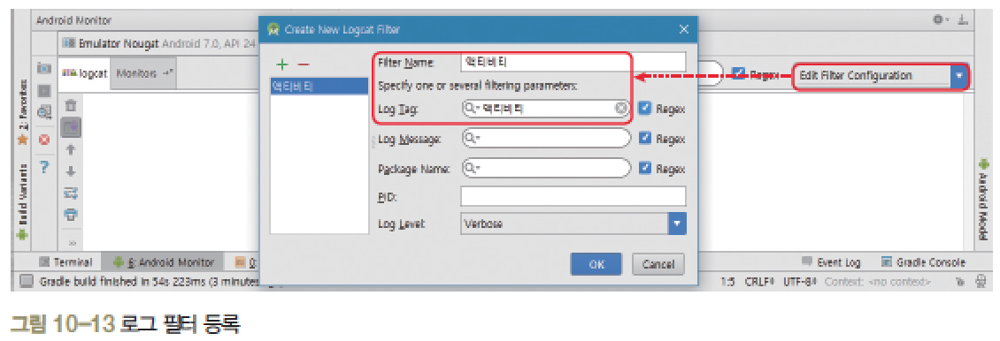 Android Monitor
Create New Logcat Filter
Emulator Nougat Android 7.0, API 24
logcat Monitors
Regex
Edit Filter Configuration
액티비티
Filter Name: 액티비티
Specify one or several filtering parameters:
Log Tag: 액티비티 Regex
Log Message: Regex
Package Name: Regex
PID:
Log Level: Verbose
OK Cancel
2: Favorites
Build Variants
Android Model
Terminal 6: Android Monitor 0: Event Log Gradle Console
Gradle build finished in 54s 223ms (3 minutes 1:5 CRLF÷ UTF-8÷ Context: <no context>
그림 10-13 로그 필터 등록